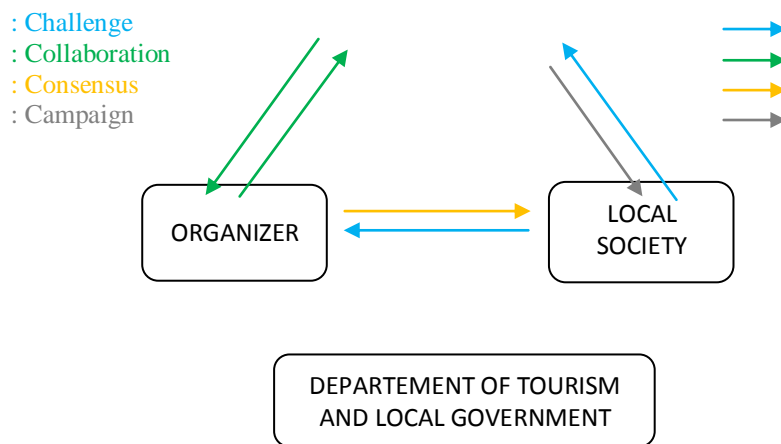 : Challenge
: Collaboration
: Consensus
: Campaign
ORGANIZER
LOCAL
SOCIETY
DEPARTEMENT OF TOURISM
AND LOCAL GOVERNMENT